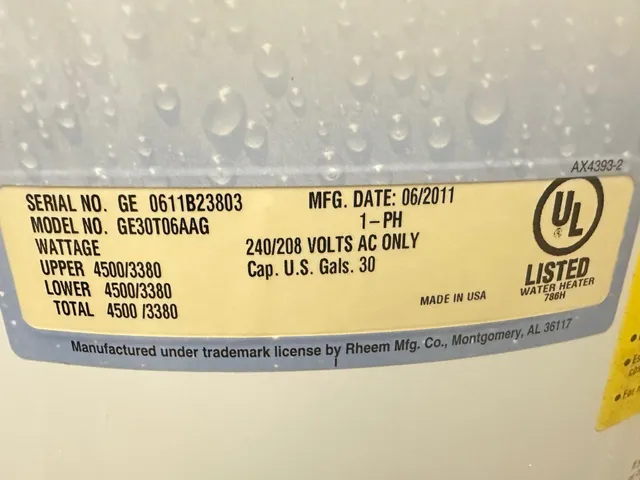 AX4393-2
SERIAL NO. GE 0611B23803
MFG. DATE: 06/2011
MODEL NO. GE30T06AAG
1-PH
WATTAGE
240/208 VOLTS AC ONLY
UPPER 4500/3380
Cap. U.S. Gals. 30
LOWER 4500/3380
TOTAL 4500/3380
MADE IN USA
UL
LISTED
WATER HEATER
786H
Manufactured under trademark license by Rheem Mfg. Co., Montgomery, AL 36117